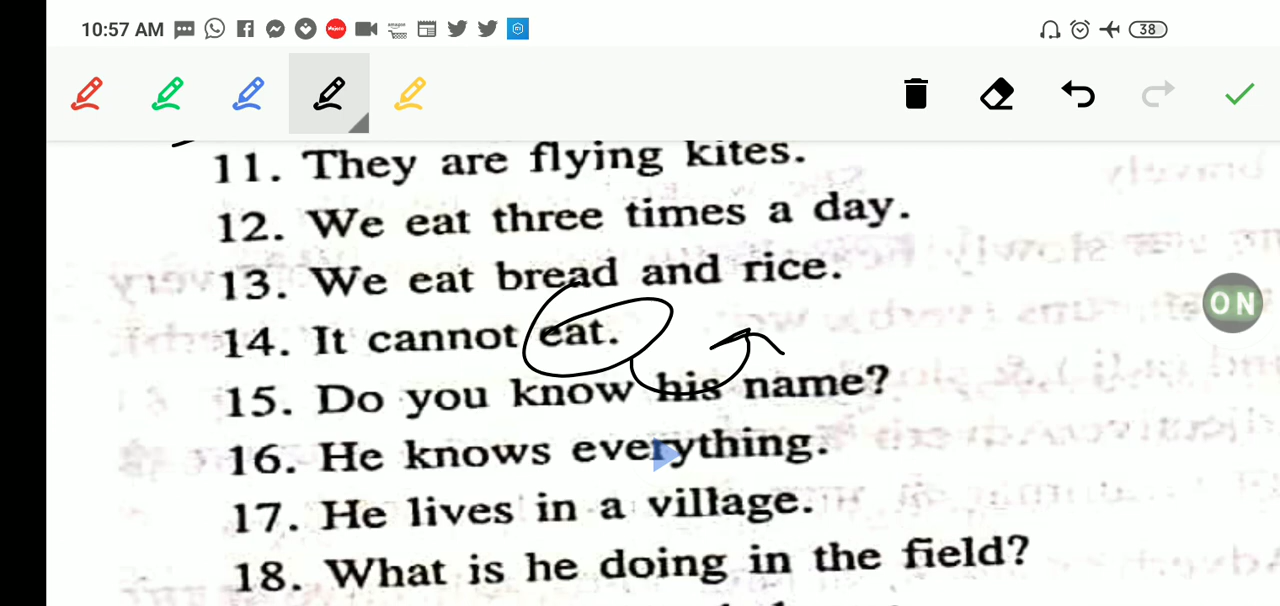 10:57 AM
38
11. They are flying kites.
12. We eat three times a day.
13. We eat bread and rice.
14. It cannot eat.
15. Do you know his name?
16. He knows everything.
17. He lives in a village.
18. What is he doing in the field?
ON